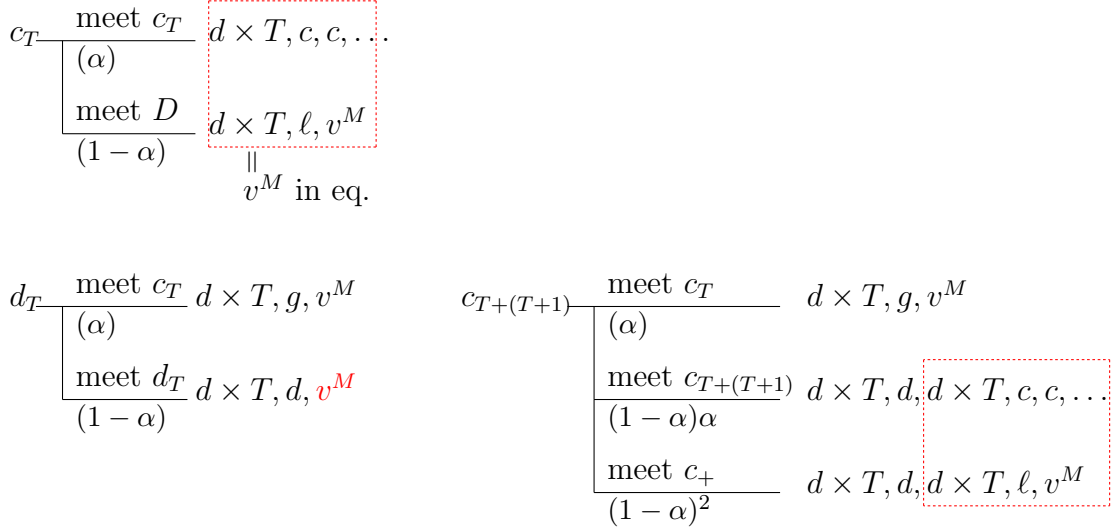 c_T meet c_T d × T, c, c, …
(α)
meet D d × T, ℓ, v^M
(1 − α) ||
v^M in eq.
d_T meet c_T d × T, g, v^M
(α)
meet d_T d × T, d, v^M
(1 − α)
c_{T+(T+1)} meet c_T d × T, g, v^M
(α)
meet c_{T+(T+1)} d × T, d, d × T, c, c, …
(1 − α)α
meet c_+ d × T, d, d × T, ℓ, v^M
(1 − α)^2